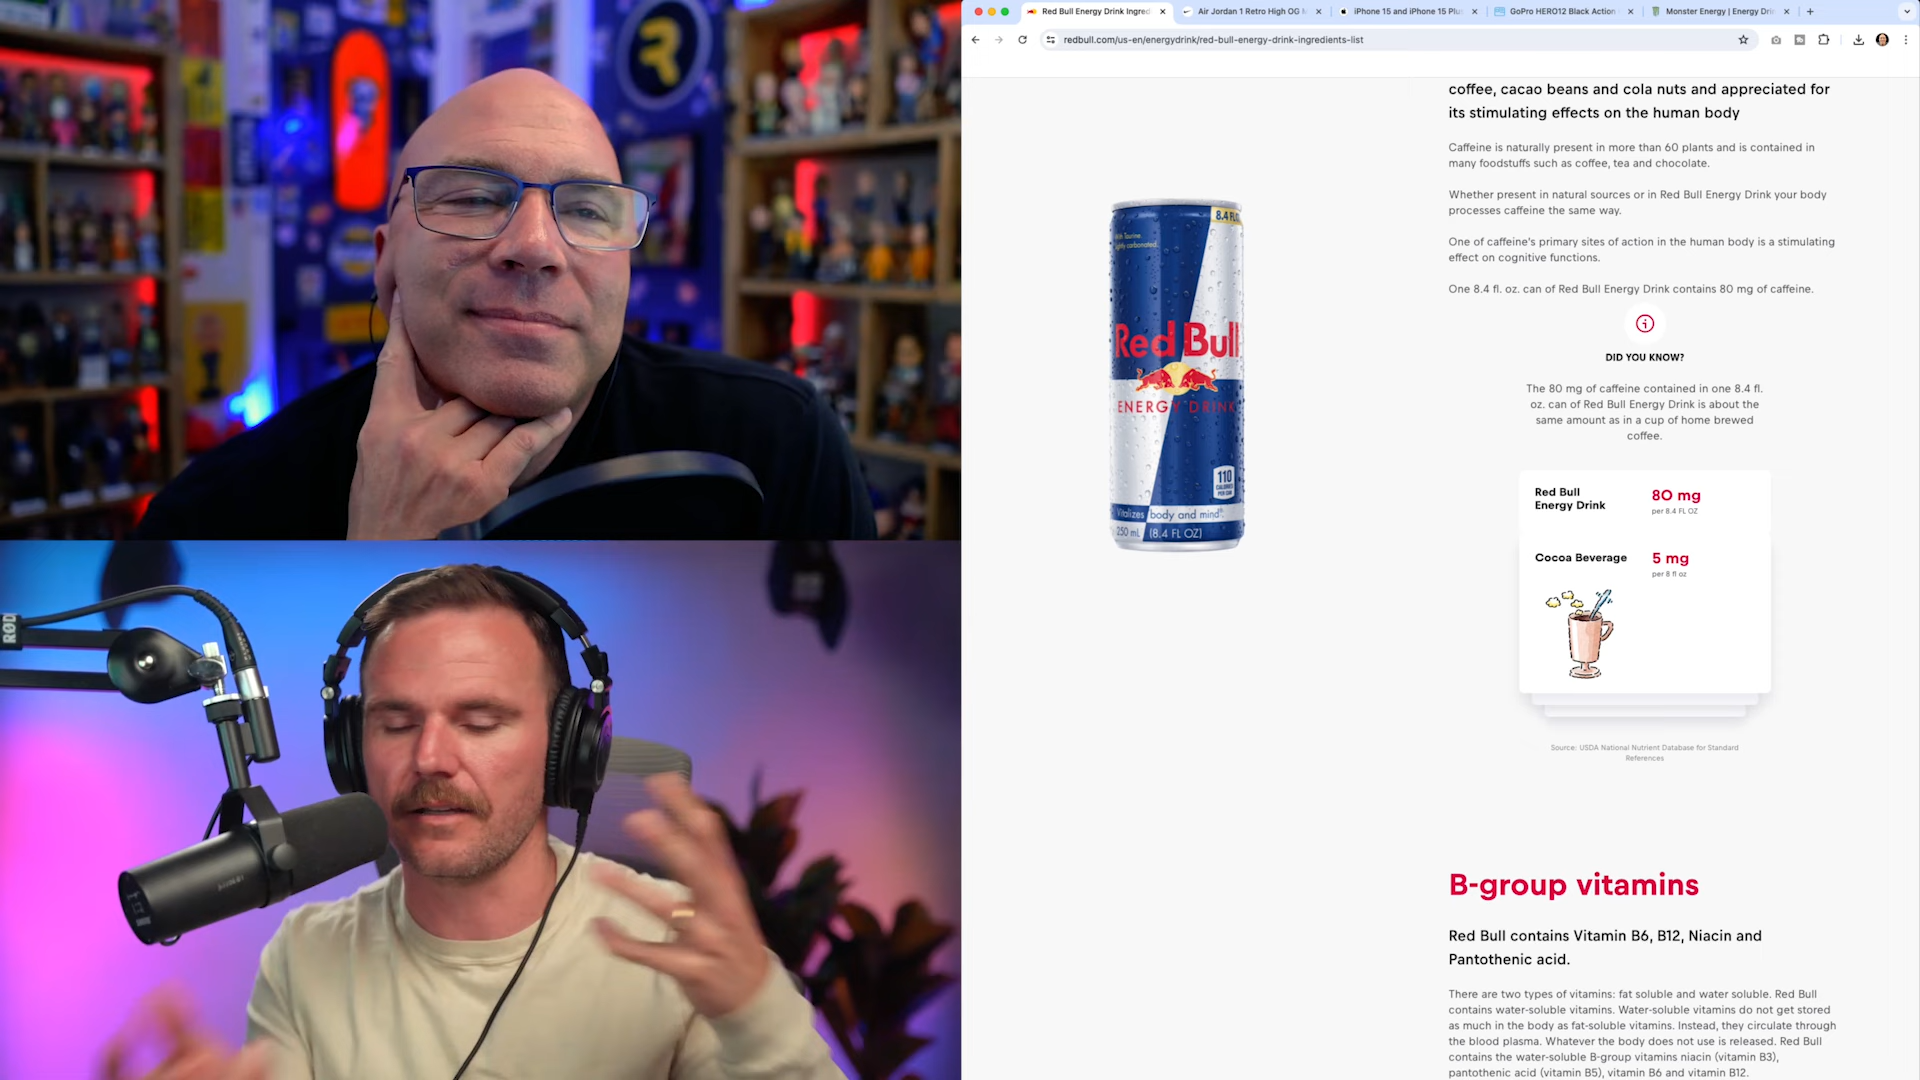 Red Bull Energy Drink Ingred
Air Jordan 1 Retro High OG
iPhone 15 and iPhone 15 Plu
GoPro HERO12 Black Action
Monster Energy | Energy Dri
redbull.com/us-en/energydrink/red-bull-energy-drink-ingredients-list
coffee, cacao beans and cola nuts and appreciated for
its stimulating effects on the human body
Caffeine is naturally present in more than 60 plants and is contained in
many foodstuffs such as coffee, tea and chocolate.
Whether present in natural sources or in Red Bull Energy Drink your body
processes caffeine the same way.
One of caffeine's primary sites of action in the human body is a stimulating
effect on cognitive functions.
One 8.4 fl. oz. can of Red Bull Energy Drink contains 80 mg of caffeine.
DID YOU KNOW?
The 80 mg of caffeine contained in one 8.4 fl.
oz. can of Red Bull Energy Drink is about the
same amount as in a cup of home brewed
coffee.
Red Bull
Energy Drink
80 mg
per 8.4 FL OZ
Cocoa Beverage
5 mg
per 8 fl oz
Source: USDA National Nutrient Database for Standard
References
B-group vitamins
Red Bull contains Vitamin B6, B12, Niacin and
Pantothenic acid.
There are two types of vitamins: fat soluble and water soluble. Red Bull
contains water-soluble vitamins. Water-soluble vitamins do not get stored
as much in the body as fat-soluble vitamins. Instead, they circulate through
the blood plasma. Whatever the body does not use is released. Red Bull
contains the water-soluble B-group vitamins niacin (vitamin B3),
pantothenic acid (vitamin B5), vitamin B6 and vitamin B12.
8.4 FL
With Taurine.
Lightly carbonated.
Red Bull
ENERGY DRINK
110
CALORIES
PER CAN
Vitalizes body and mind®.
250 mL (8.4 FL OZ)
RØD